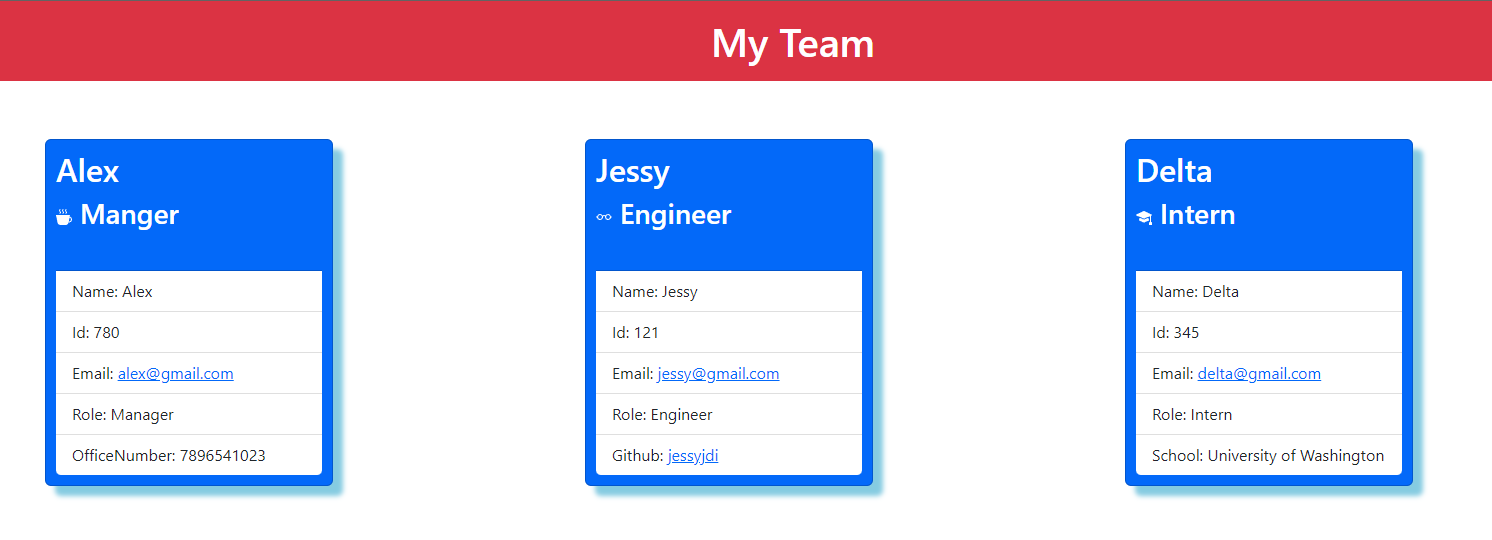 My Team
Alex
Manger
Name: Alex
Id: 780
Email: alex@gmail.com
Role: Manager
OfficeNumber: 7896541023
Jessy
Engineer
Name: Jessy
Id: 121
Email: jessy@gmail.com
Role: Engineer
Github: jessyjdi
Delta
Intern
Name: Delta
Id: 345
Email: delta@gmail.com
Role: Intern
School: University of Washington